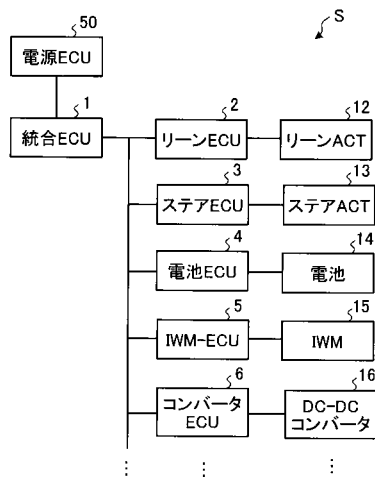 S
50
電源ECU
1
統合ECU
2
リーンECU
12
リーンACT
3
ステアECU
13
ステアACT
4
電池ECU
14
電池
5
IWM-ECU
15
IWM
6
コンバータ
ECU
16
DC-DC
コンバータ